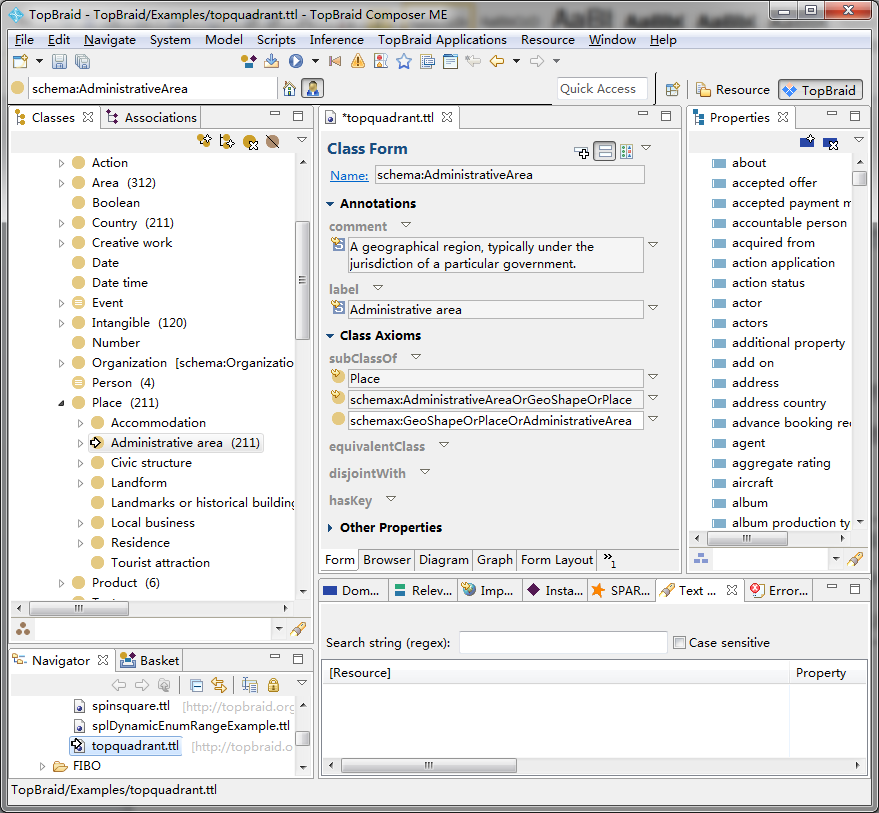 TopBraid - TopBraid/Examples/topquadrant.ttl - TopBraid Composer ME
File Edit Navigate System Model Scripts Inference TopBraid Applications Resource Window Help
schema:AdministrativeArea
Quick Access
Resource
TopBraid
Classes
Associations
Action
Area (312)
Boolean
Country (211)
Creative work
Date
Date time
Event
Intangible (120)
Number
Organization [schema:Organizatio
Person (4)
Place (211)
Accommodation
Administrative area (211)
Civic structure
Landform
Landmarks or historical building
Local business
Residence
Tourist attraction
Product (6)
*topquadrant.ttl
Class Form
Name: schema:AdministrativeArea
Annotations
comment
A geographical region, typically under the
jurisdiction of a particular government.
label
Administrative area
Class Axioms
subClassOf
Place
schemax:AdministrativeAreaOrGeoShapeOrPlace
schemax:GeoShapeOrPlaceOrAdministrativeArea
equivalentClass
disjointWith
hasKey
Other Properties
Form Browser Diagram Graph Form Layout »1
Properties
about
accepted offer
accepted payment m
accountable person
acquired from
action application
action status
actor
actors
additional property
add on
address
address country
advance booking re
agent
aggregate rating
aircraft
album
album production ty
Navigator
Basket
spinsquare.ttl [http://topbraid.org
splDynamicEnumRangeExample.ttl
topquadrant.ttl [http://topbraid.o
FIBO
Dom... Relev... Imp... Insta... SPAR... Text ... Error...
Search string (regex):
Case sensitive
[Resource] Property
TopBraid/Examples/topquadrant.ttl